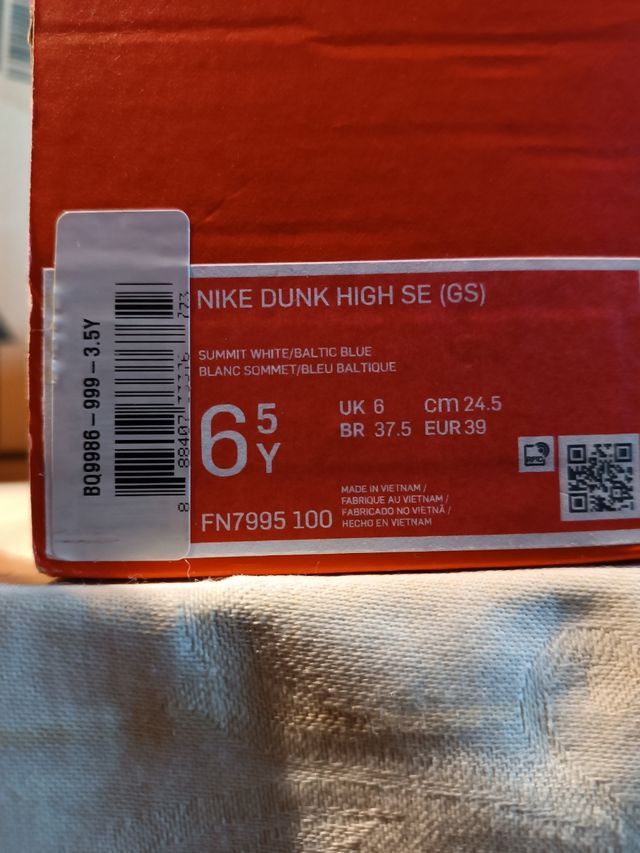 BQ9986-999-3.5Y
NIKE DUNK HIGH SE (GS)
SUMMIT WHITE/BALTIC BLUE
BLANC SOMMET/BLEU BALTIQUE
6 5 Y
UK 6 cm 24.5
BR 37.5 EUR 39
FN7995 100
MADE IN VIETNAM /
FABRIQUE AU VIETNAM /
FABRICADO NO VIETNÃ /
HECHO EN VIETNAM